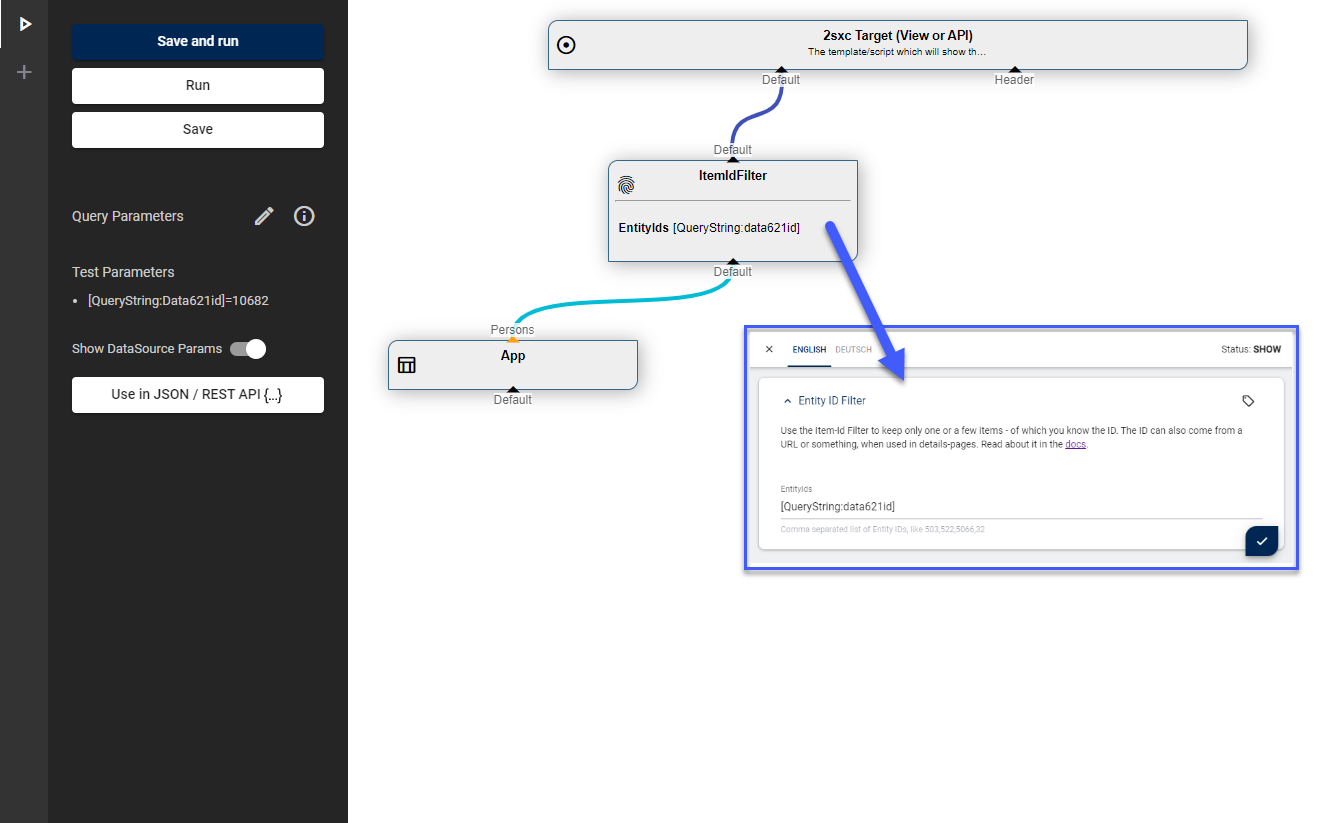 Save and run
Run
Save
Query Parameters
Test Parameters
• [QueryString:Data621id]=10682
Show DataSource Params
Use in JSON / REST API {...}
2sxc Target (View or API)
The template/script which will show th...
Default
Header
Default
ItemIdFilter
EntityIds [QueryString:data621id]
Default
Persons
App
Default
ENGLISH DEUTSCH
Status: SHOW
Entity ID Filter
Use the Item-Id Filter to keep only one or a few items - of which you know the ID. The ID can also come from a
URL or something, when used in details-pages. Read about it in the docs.
EntityIds
[QueryString:data621id]
Comma separated list of Entity IDs, like 503,522,5066,32